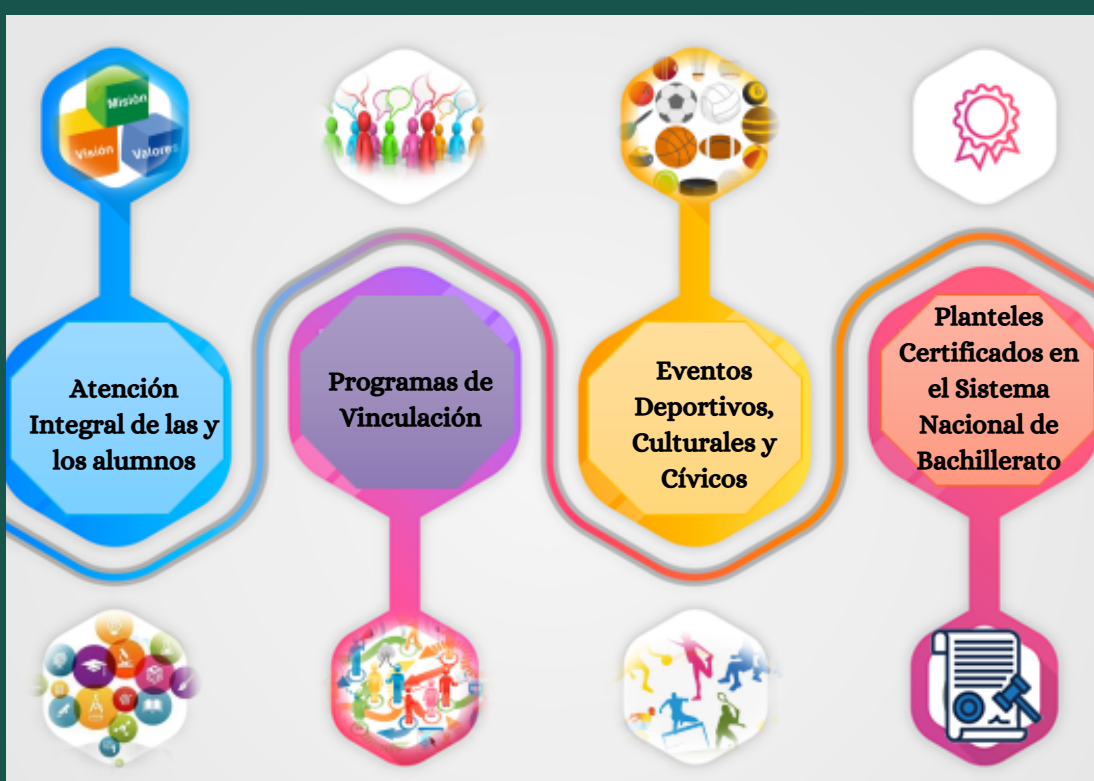 Misión
Visión
Valores
Atención
Integral de las y
los alumnos
Programas de
Vinculación
Eventos
Deportivos,
Culturales y
Cívicos
Planteles
Certificados en
el Sistema
Nacional de
Bachillerato